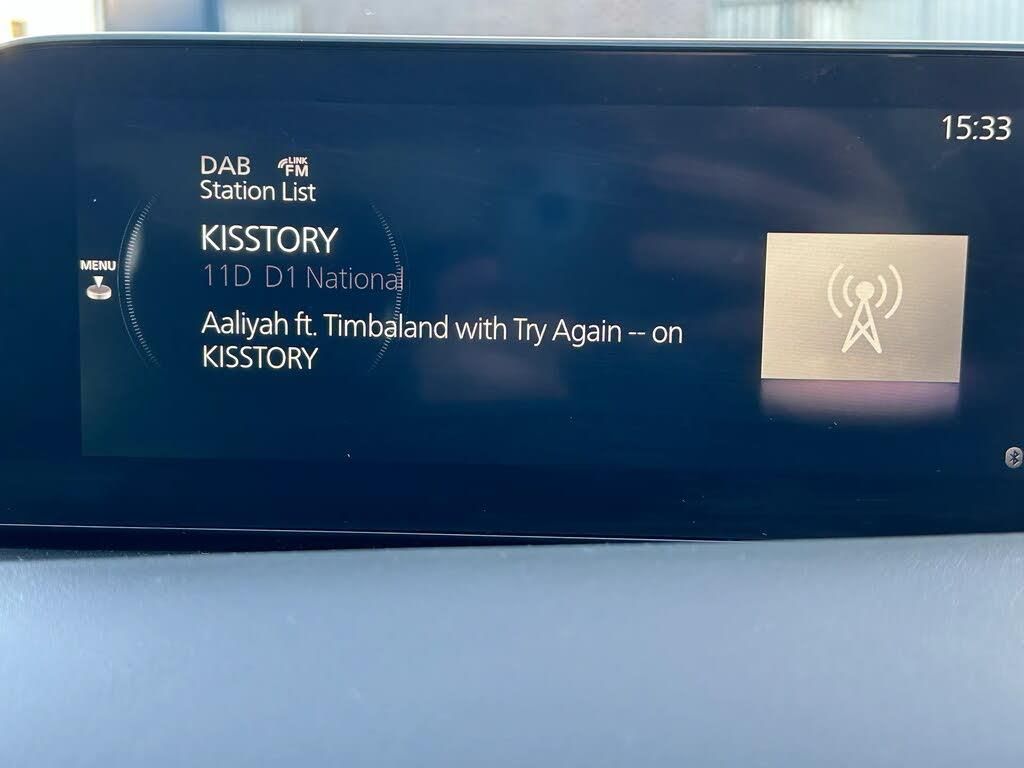 15:33
DAB LINK FM
Station List
KISSTORY
MENU
11D D1 National
Aaliyah ft. Timbaland with Try Again -- on
KISSTORY